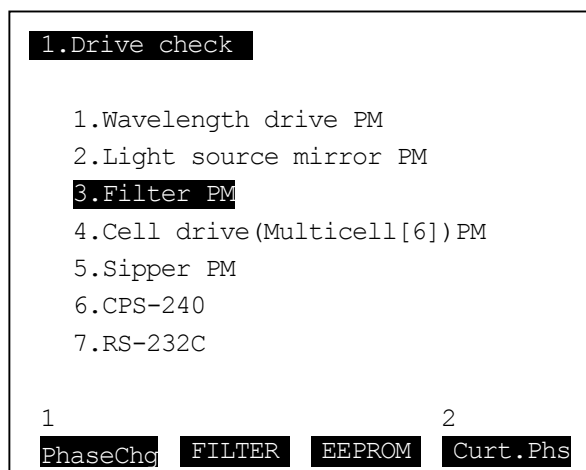 1.Drive check
1.Wavelength drive PM
2.Light source mirror PM
3.Filter PM
4.Cell drive(Multicell[6])PM
5.Sipper PM
6.CPS-240
7.RS-232C
1 2
PhaseChg FILTER EEPROM Curt.Phs